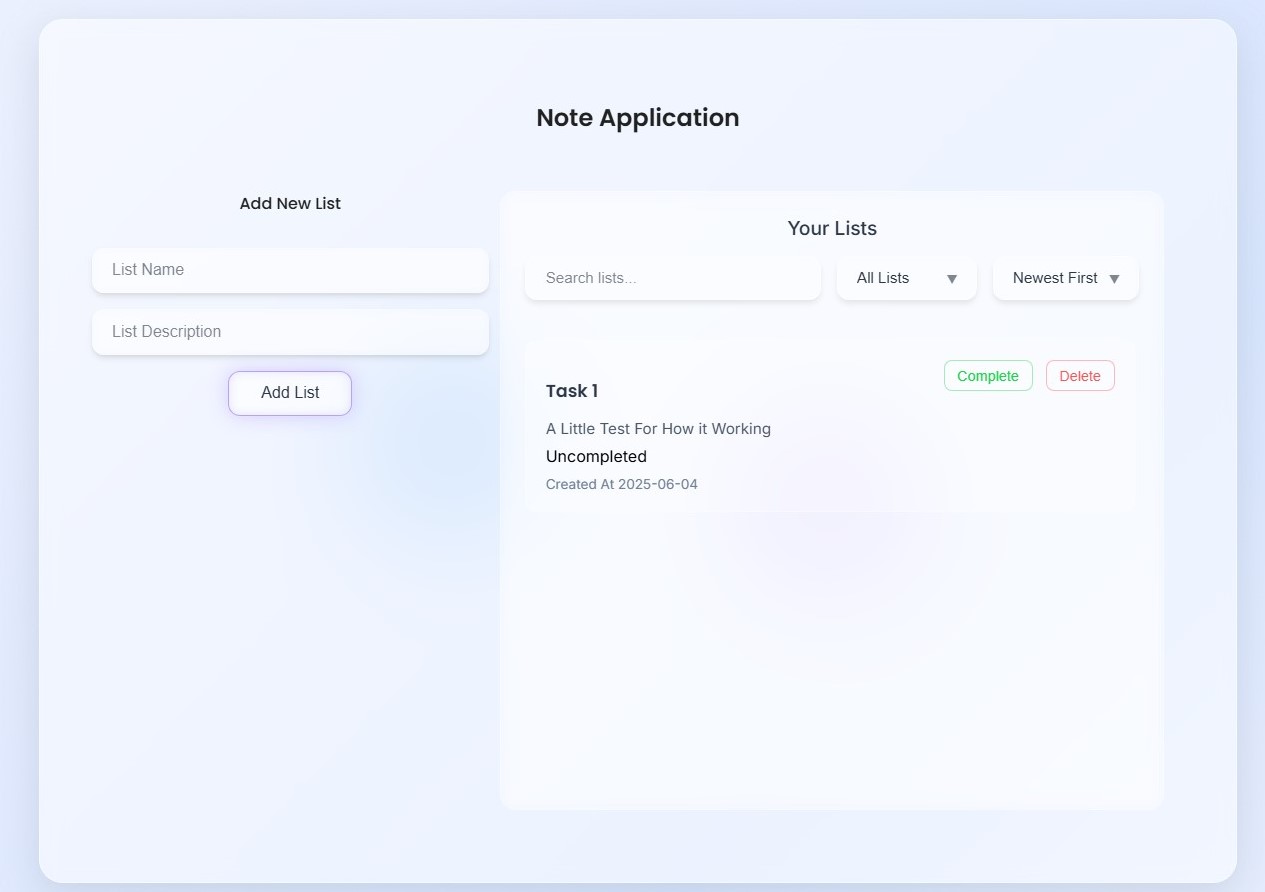 Note Application
Add New List
List Name
List Description
Add List
Your Lists
Search lists...
All Lists
Newest First
Complete
Delete
Task 1
A Little Test For How it Working
Uncompleted
Created At 2025-06-04